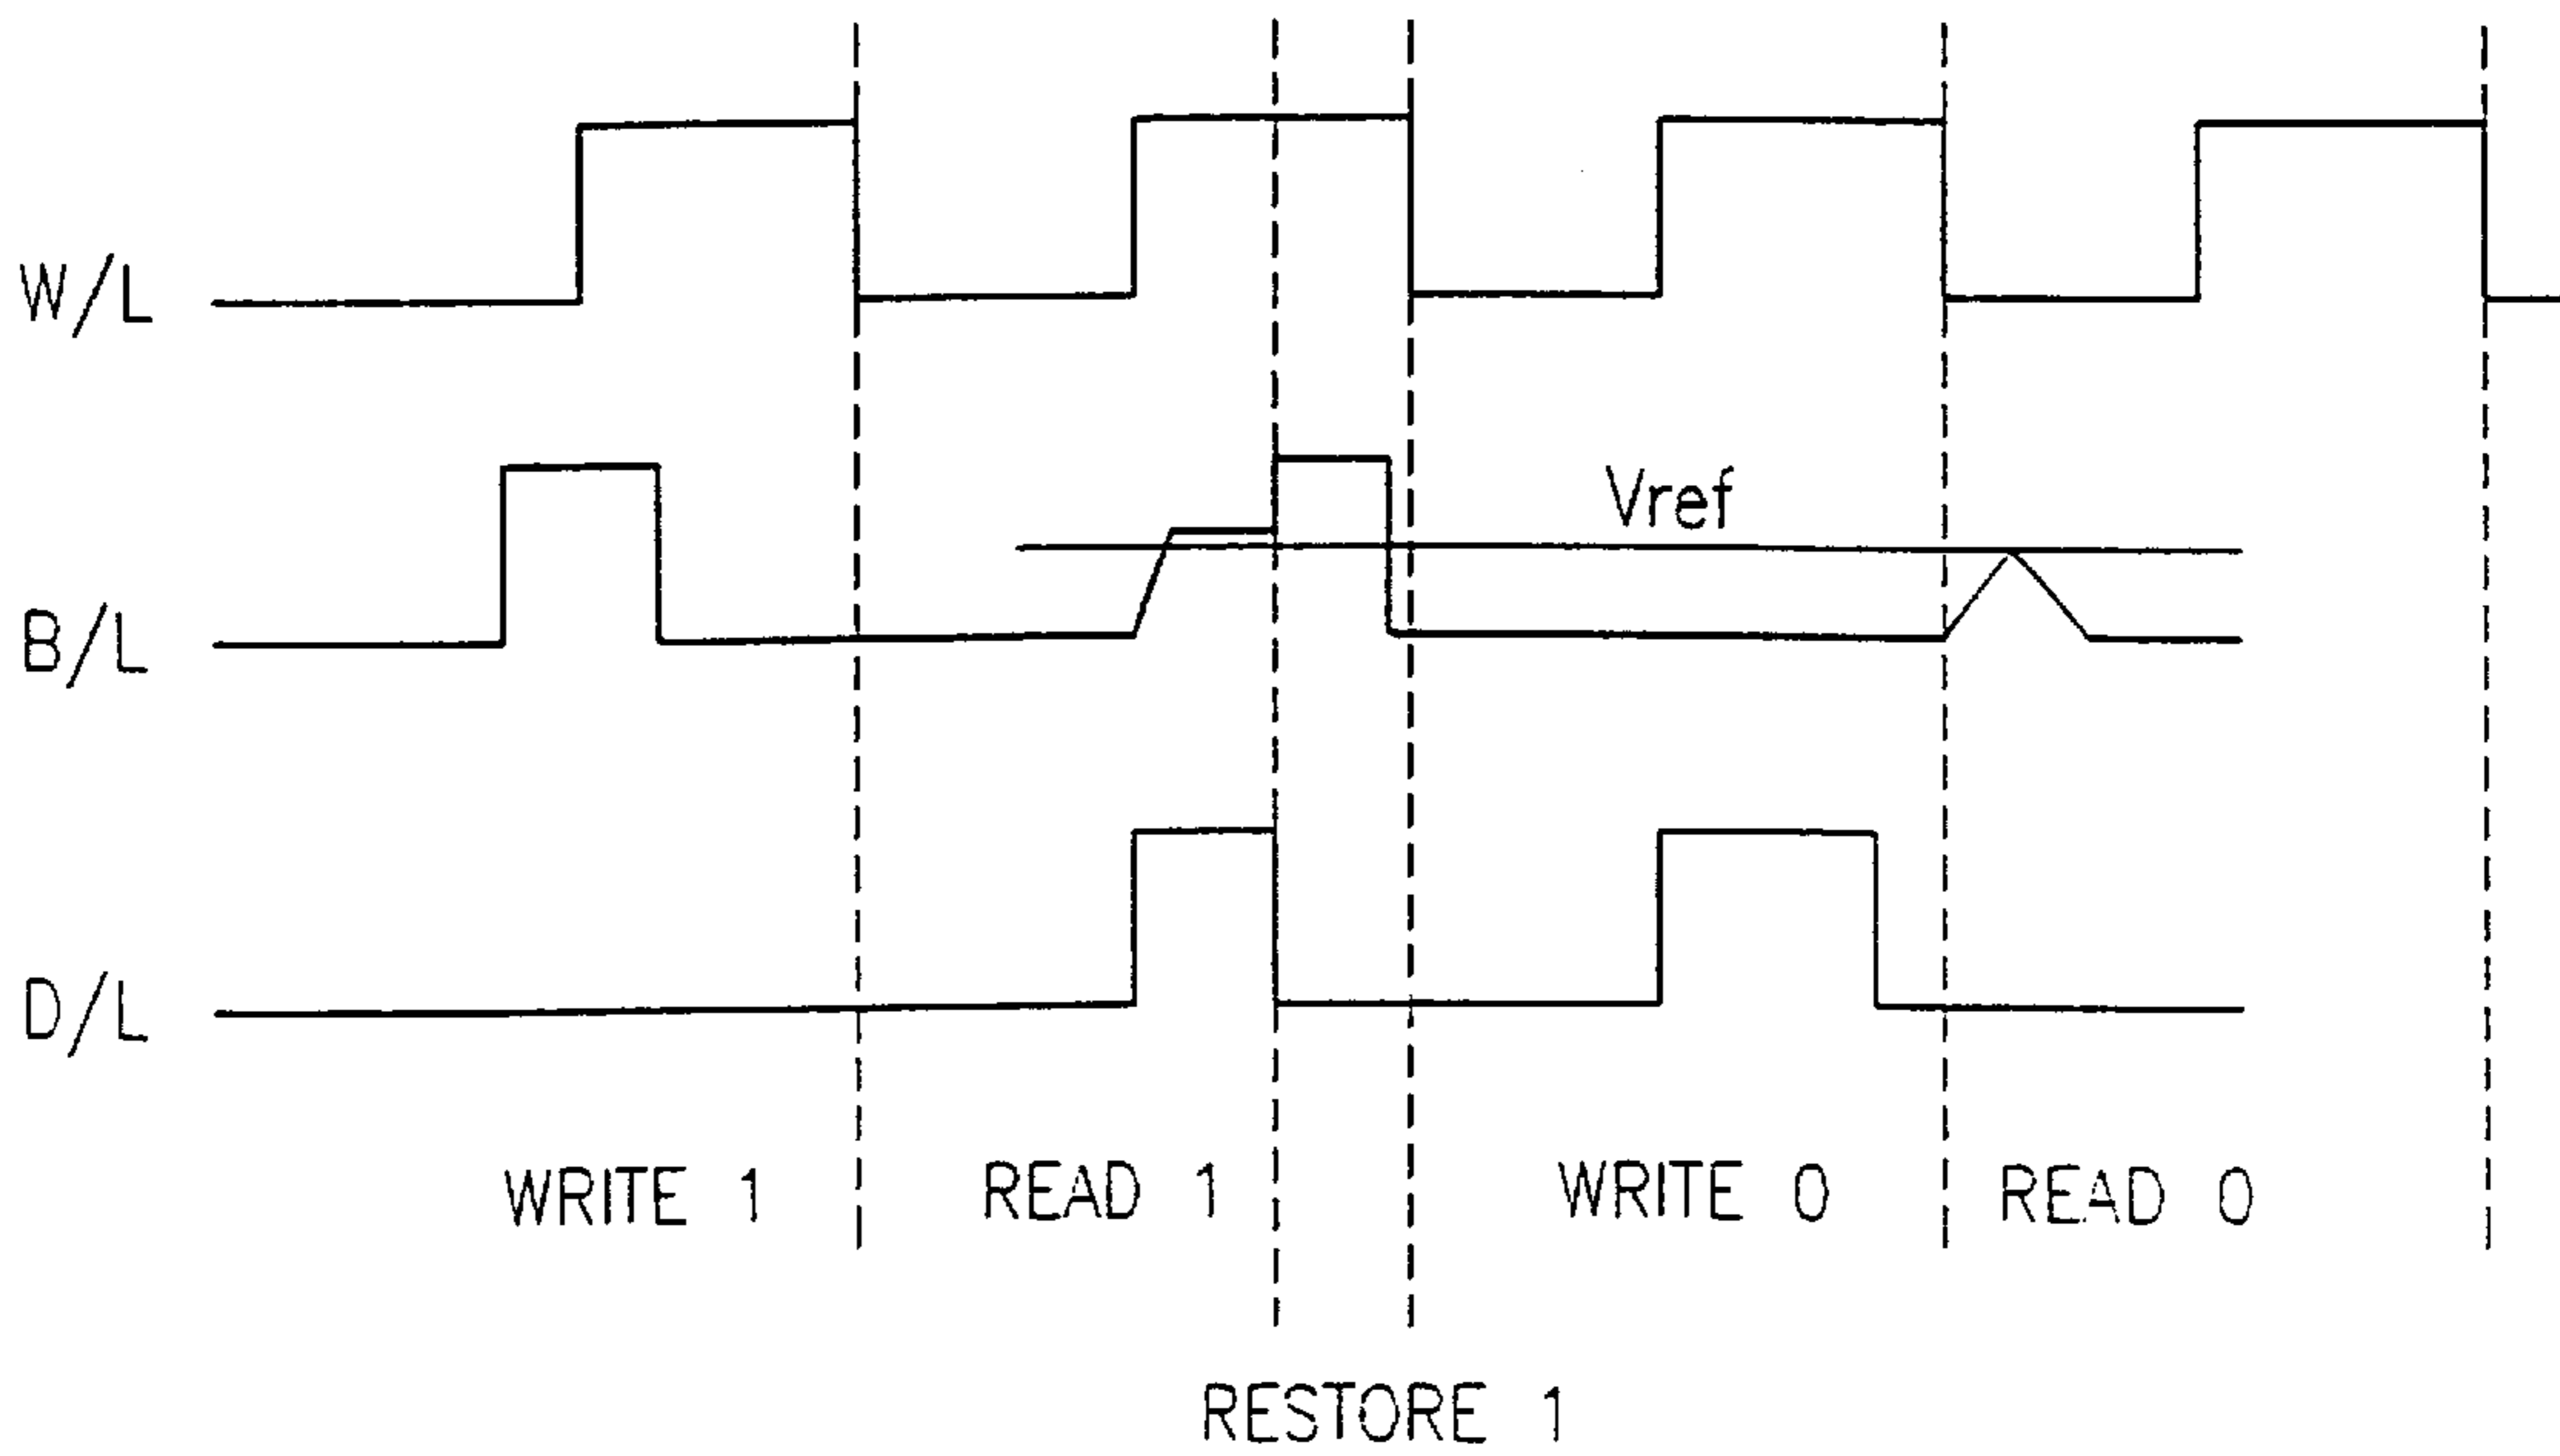 W/L
Vref
B/L
D/L
WRITE 1 READ 1 WRITE 0 READ 0
RESTORE 1